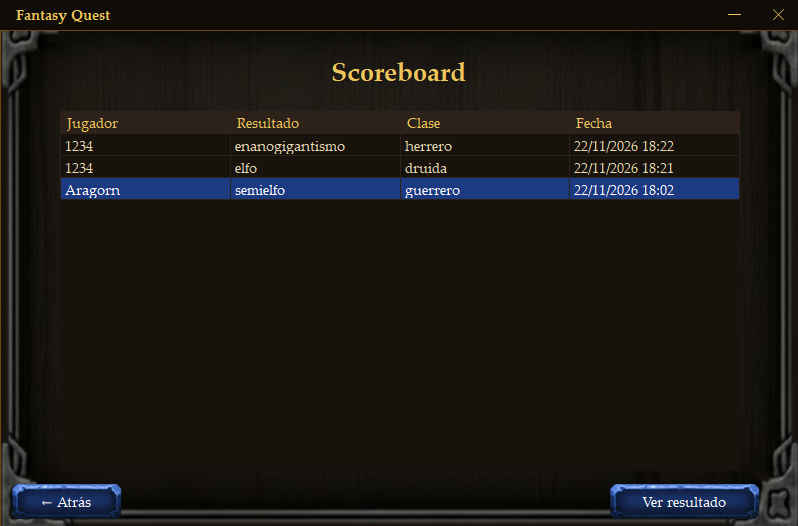 Fantasy Quest
Scoreboard
Jugador Resultado Clase Fecha
1234 enanogigantismo herrero 22/11/2026 18:22
1234 elfo druida 22/11/2026 18:21
Aragorn semielfo guerrero 22/11/2026 18:02
← Atrás Ver resultado